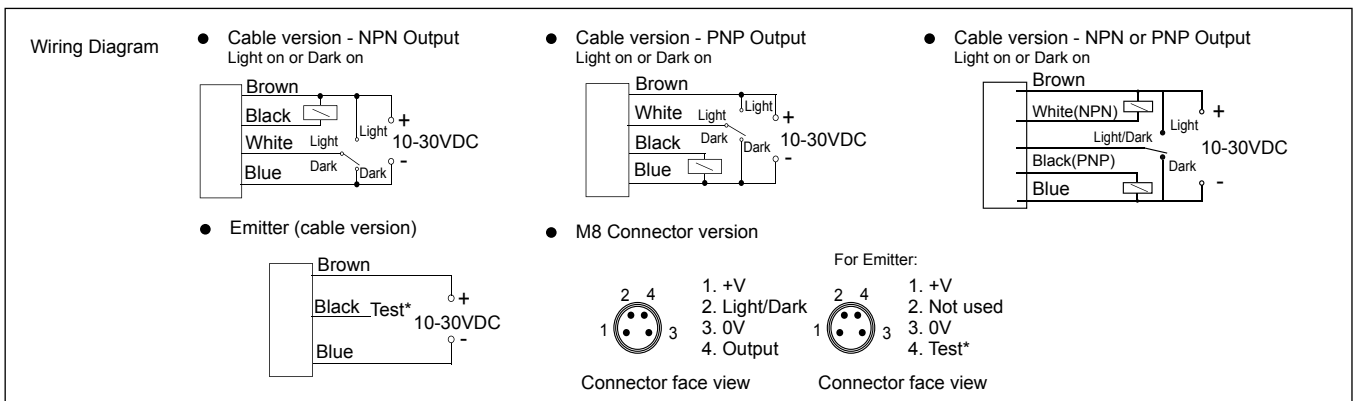 Wiring Diagram
● Cable version - NPN Output
Light on or Dark on
Brown
Black
White
Blue
Light
Dark
Light
Dark
+
10-30VDC
-
● Cable version - PNP Output
Light on or Dark on
Brown
White
Black
Blue
Light
Dark
Light
Dark
+
10-30VDC
-
● Cable version - NPN or PNP Output
Light on or Dark on
Brown
White(NPN)
Light/Dark
Black(PNP)
Blue
Light
Dark
+
10-30VDC
-
● Emitter (cable version)
Brown
Black Test*
Blue
+
10-30VDC
-
● M8 Connector version
2 4
1 3
1. +V
2. Light/Dark
3. 0V
4. Output
Connector face view
For Emitter:
2 4
1 3
1. +V
2. Not used
3. 0V
4. Test*
Connector face view